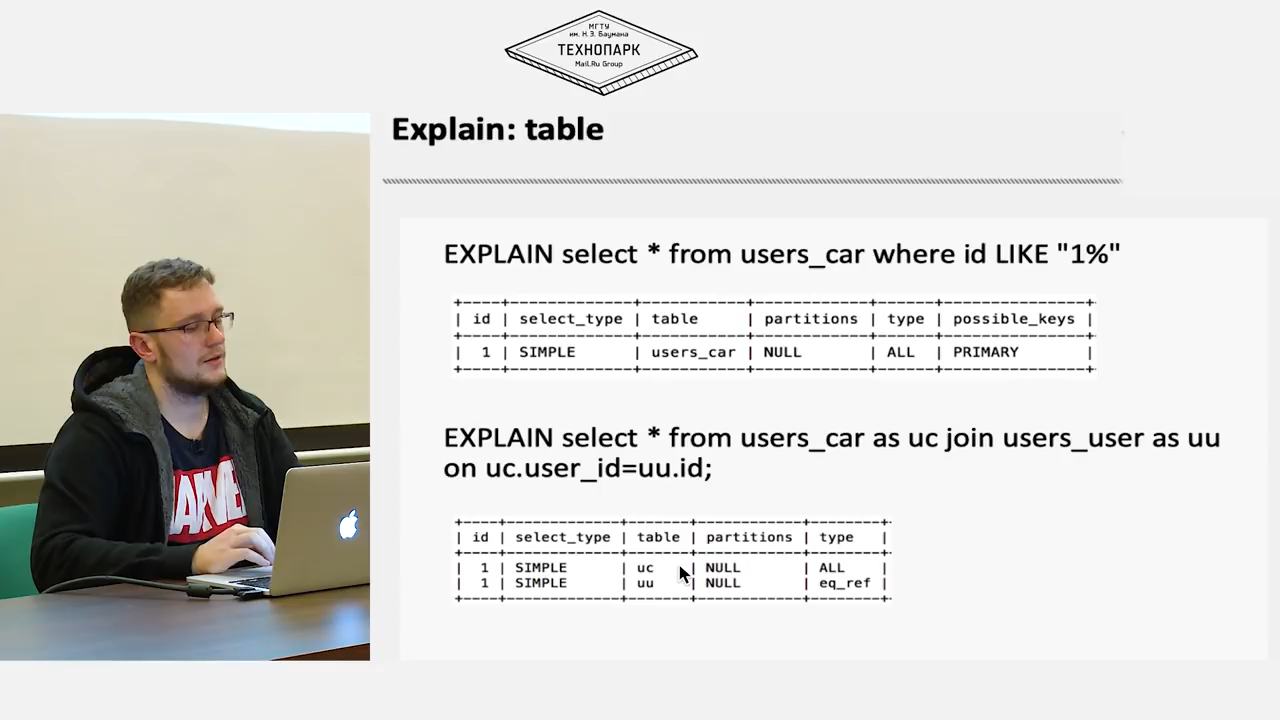 МГТУ
им. Н.Э. Баумана
ТЕХНОПАРК
Mail.Ru Group
Explain: table
EXPLAIN select * from users_car where id LIKE "1%"
+----+-------------+-----------+------------+------+---------------+
| id | select_type | table | partitions | type | possible_keys |
+----+-------------+-----------+------------+------+---------------+
| 1 | SIMPLE | users_car | NULL | ALL | PRIMARY |
+----+-------------+-----------+------------+------+---------------+
EXPLAIN select * from users_car as uc join users_user as uu
on uc.user_id=uu.id;
+----+-------------+-------+------------+--------+
| id | select_type | table | partitions | type |
+----+-------------+-------+------------+--------+
| 1 | SIMPLE | uc | NULL | ALL |
| 1 | SIMPLE | uu | NULL | eq_ref |
+----+-------------+-------+------------+--------+
MARVEL